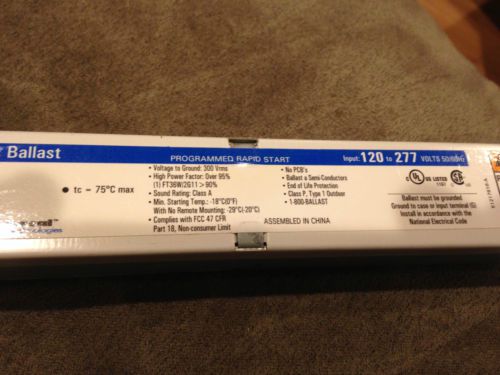 Ballast
PROGRAMMED RAPID START
Input: 120 to 277 VOLTS 50/60Hz
• tc = 75°C max
• Voltage to Ground: 300 Vrms
• High Power Factor: Over 95%
(1) FT36W/2G11 > 90%
• Sound Rating: Class A
• Min. Starting Temp.: -18°C(0°F)
With No Remote Mounting: -29°C(-20°F)
• Complies with FCC 47 CFR
Part 18, Non-consumer Limit
• No PCB's
• Ballast a Semi-Conductors
• End of Life Protection
• Class P, Type 1 Outdoor
• 1-800-BALLAST
ASSEMBLED IN CHINA
C UL US LISTED
Ballast must be grounded
Ground to case or input terminal (G)
Install in accordance with the
National Electrical Code